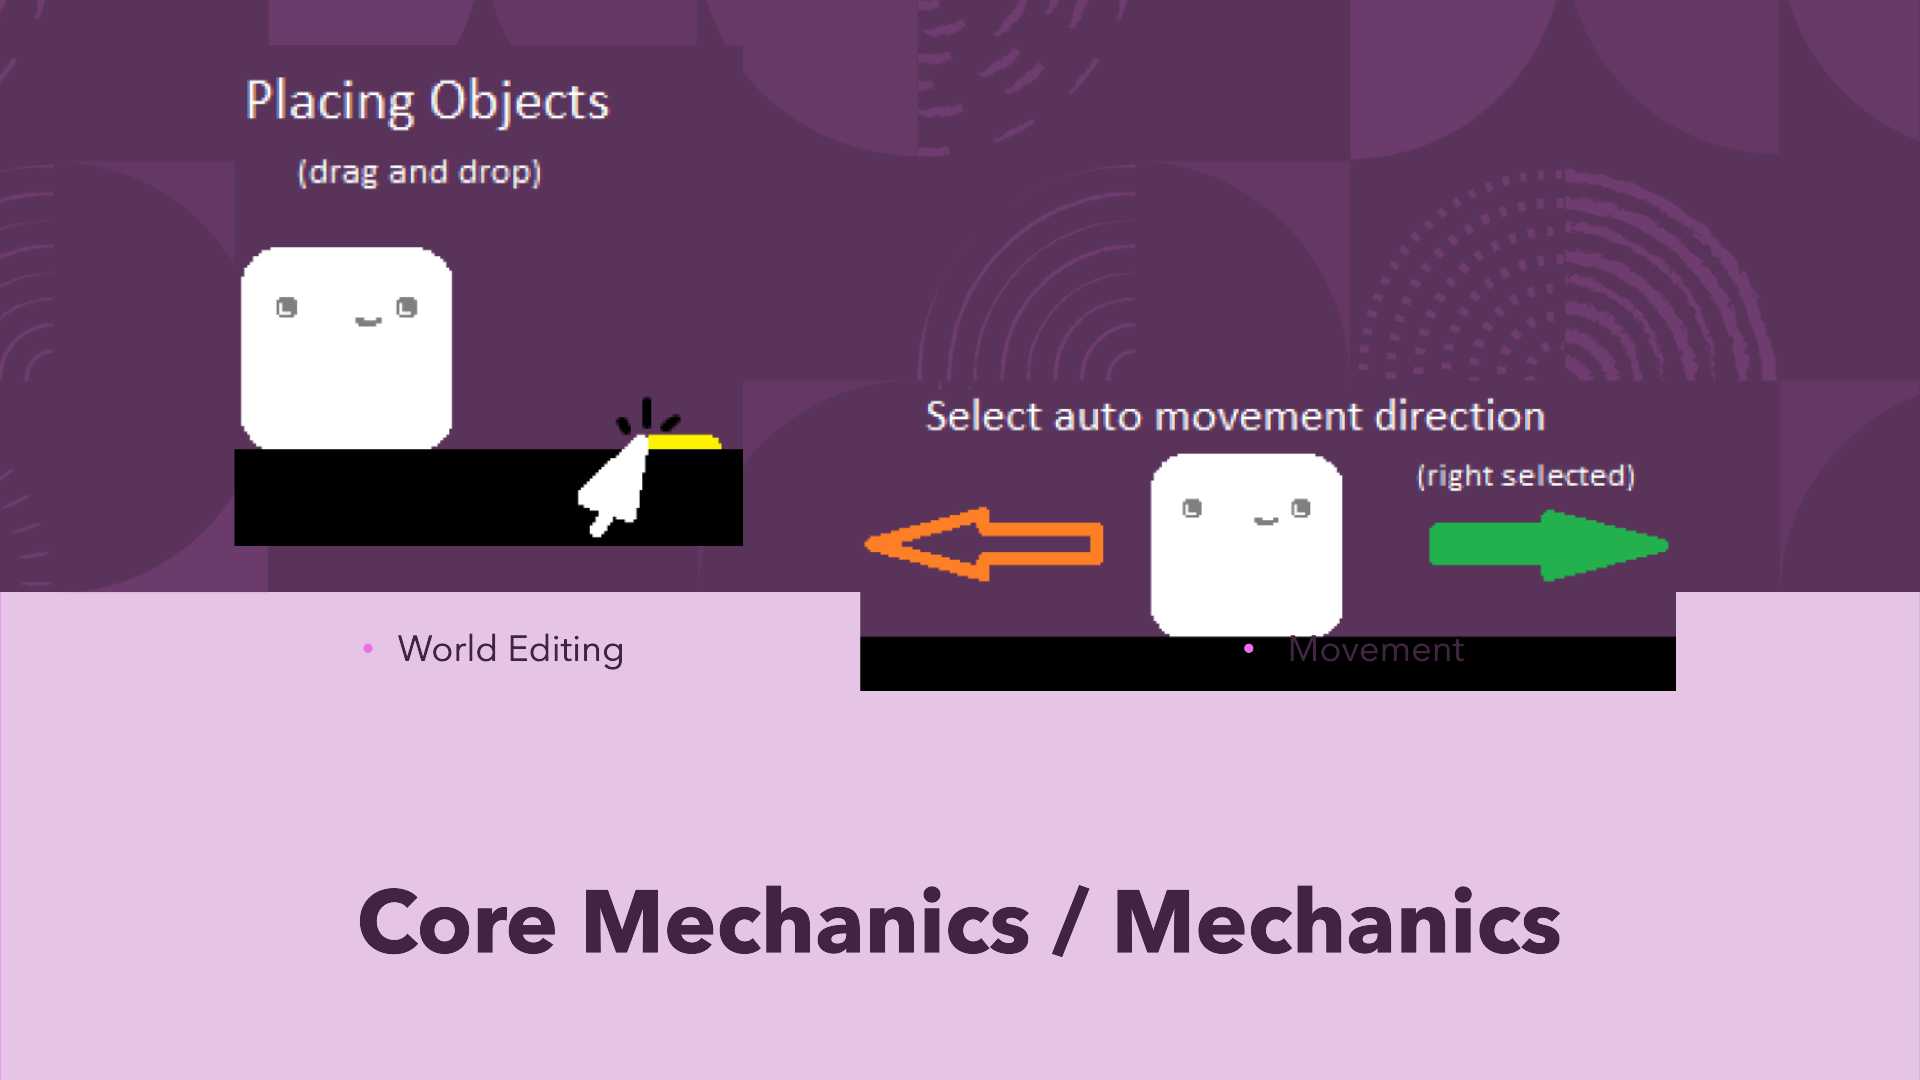 Placing Objects
(drag and drop)
Select auto movement direction
(right selected)
• World Editing
• Movement
Core Mechanics / Mechanics